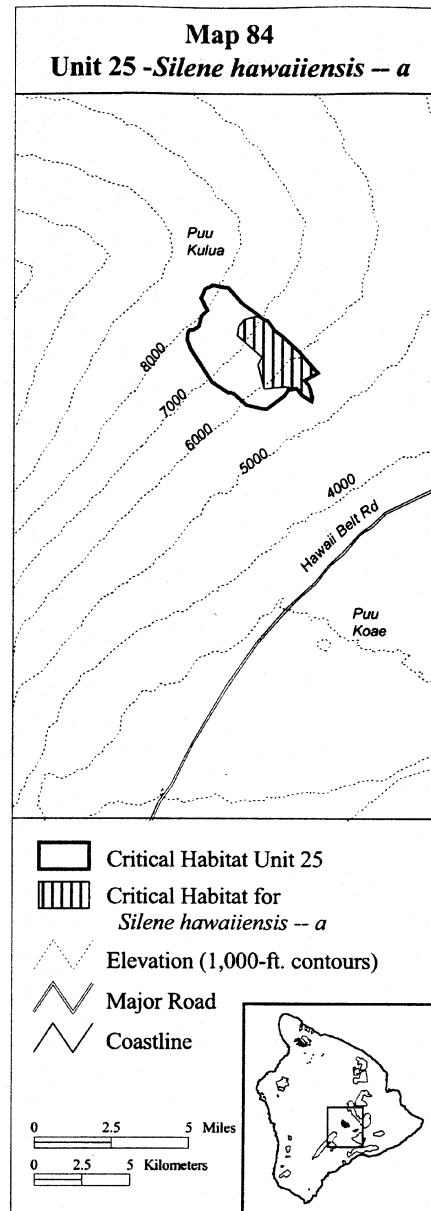 Map 84
Unit 25 -Silene hawaiiensis -- a
Puu
Kulua
8000
7000
6000
5000
4000
Hawaii Belt Rd
Puu
Koae
Critical Habitat Unit 25
Critical Habitat for
Silene hawaiiensis -- a
Elevation (1,000-ft. contours)
Major Road
Coastline
0 2.5 5 Miles
0 2.5 5 Kilometers